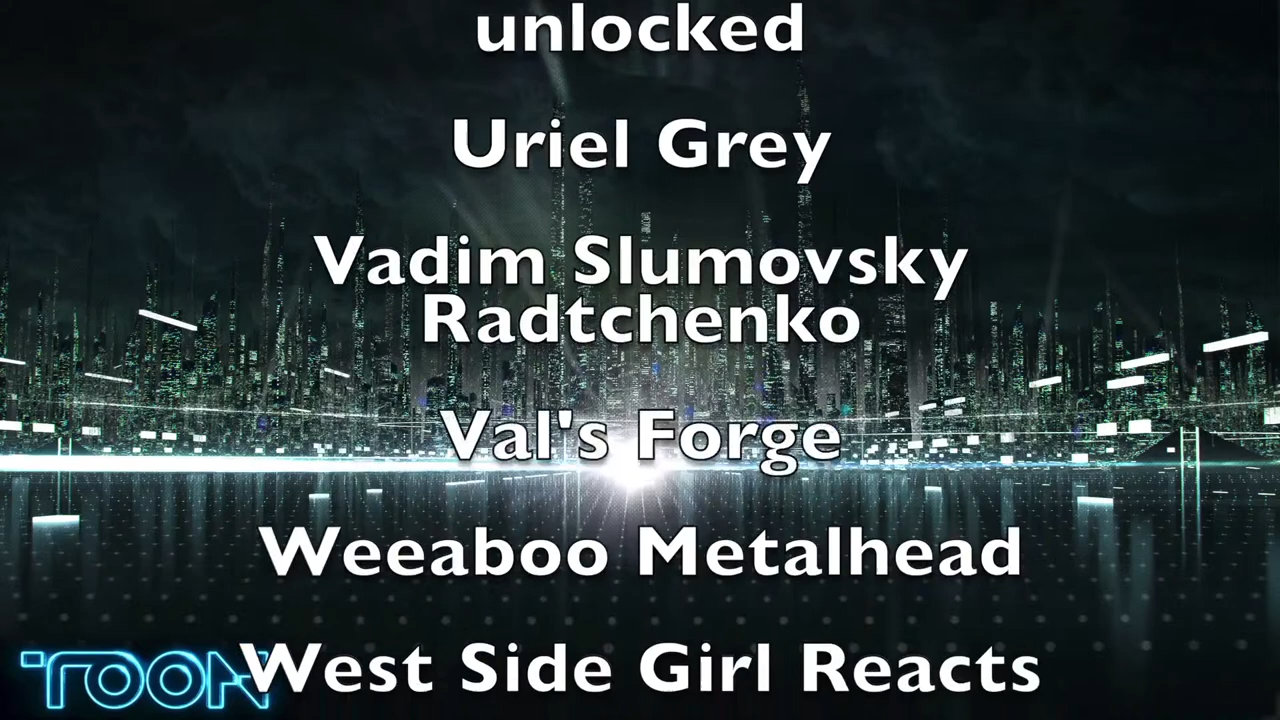 unlocked
Uriel Grey
Vadim Slumovsky
Radtchenko
Val's Forge
Weeaboo Metalhead
West Side Girl Reacts
TOON